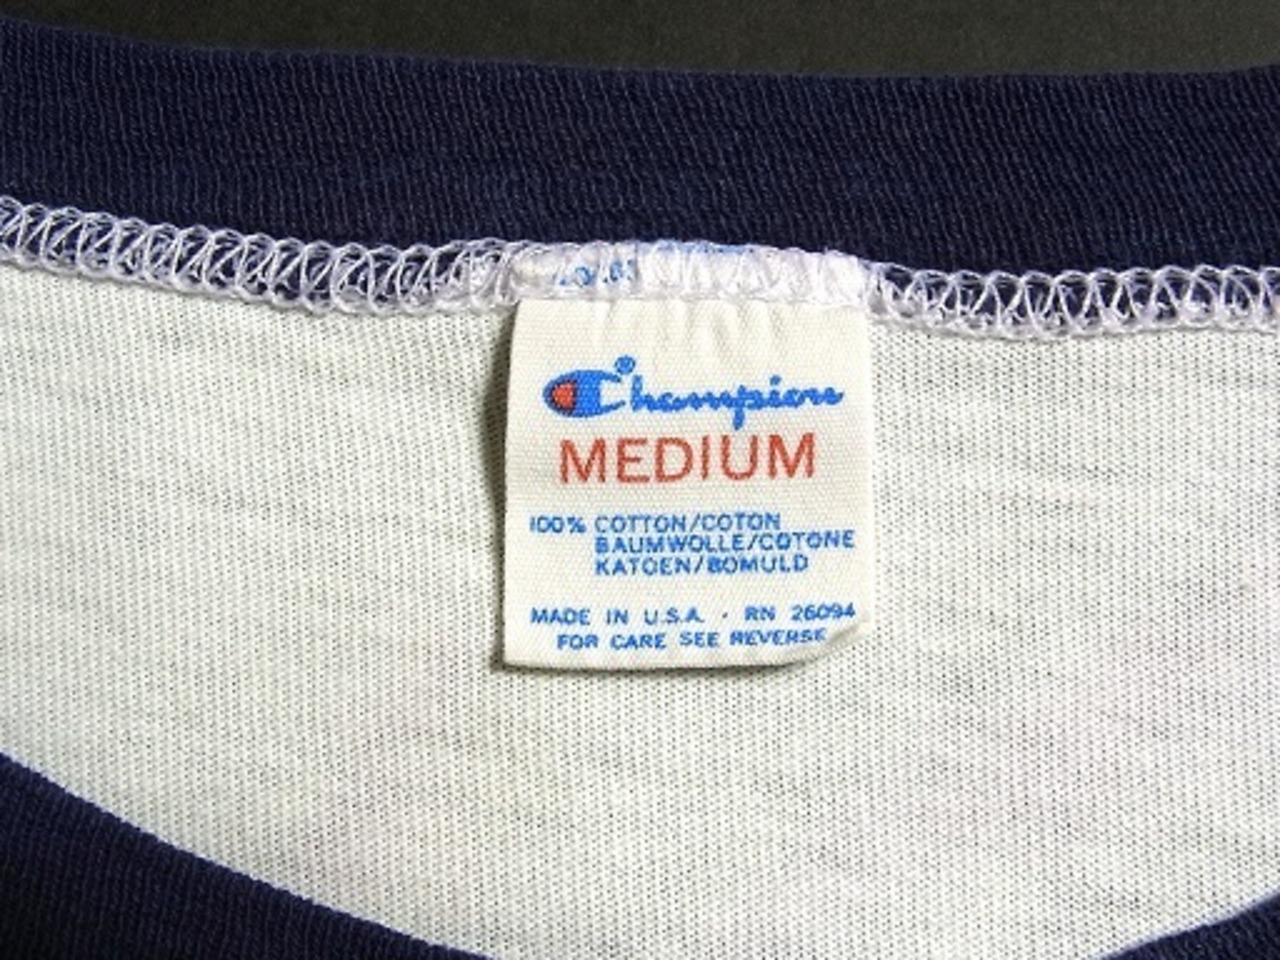 Champion®
MEDIUM
100% COTTON/COTON
BAUMWOLLE/COTONE
KATOEN/BOMULD
MADE IN U.S.A. · RN 26094
FOR CARE SEE REVERSE